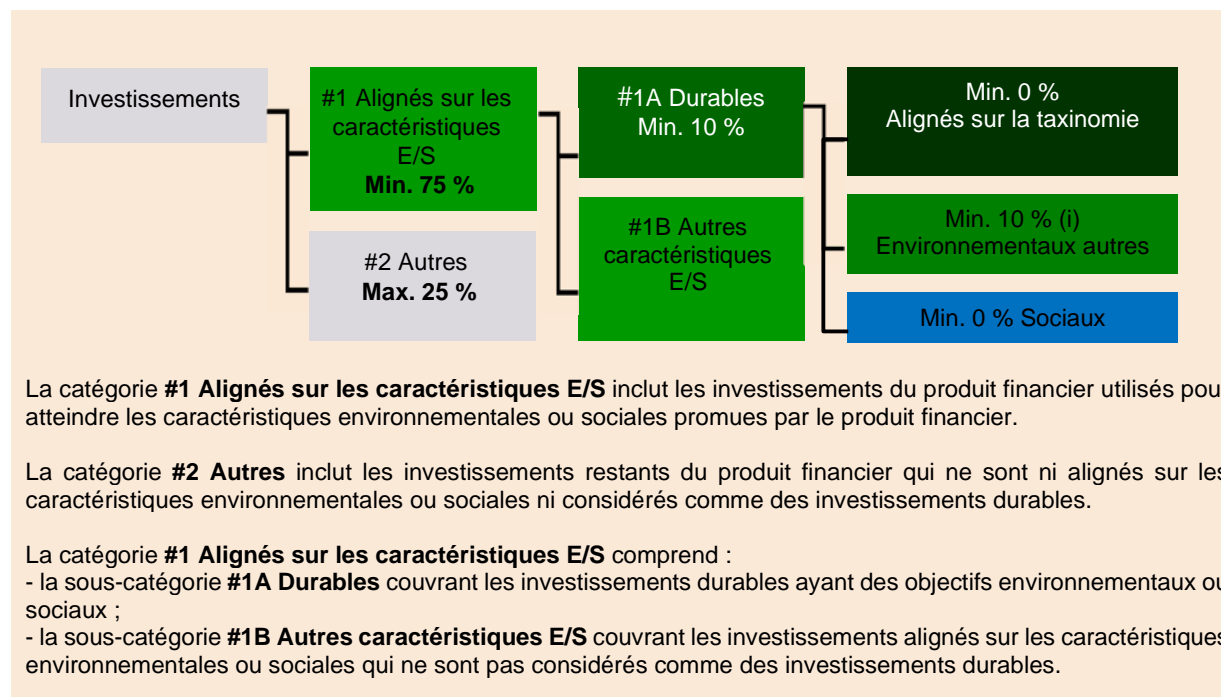 Investissements
#1 Alignés sur les
caractéristiques
E/S
Min. 75 %
#2 Autres
Max. 25 %
#1A Durables
Min. 10 %
#1B Autres
caractéristiques
E/S
Min. 0 %
Alignés sur la taxinomie
Min. 10 % (i)
Environnementaux autres
Min. 0 % Sociaux
La catégorie #1 Alignés sur les caractéristiques E/S inclut les investissements du produit financier utilisés pou
atteindre les caractéristiques environnementales ou sociales promues par le produit financier.
La catégorie #2 Autres inclut les investissements restants du produit financier qui ne sont ni alignés sur les
caractéristiques environnementales ou sociales ni considérés comme des investissements durables.
La catégorie #1 Alignés sur les caractéristiques E/S comprend :
- la sous-catégorie #1A Durables couvrant les investissements durables ayant des objectifs environnementaux ou
sociaux ;
- la sous-catégorie #1B Autres caractéristiques E/S couvrant les investissements alignés sur les caractéristiques
environnementales ou sociales qui ne sont pas considérés comme des investissements durables.